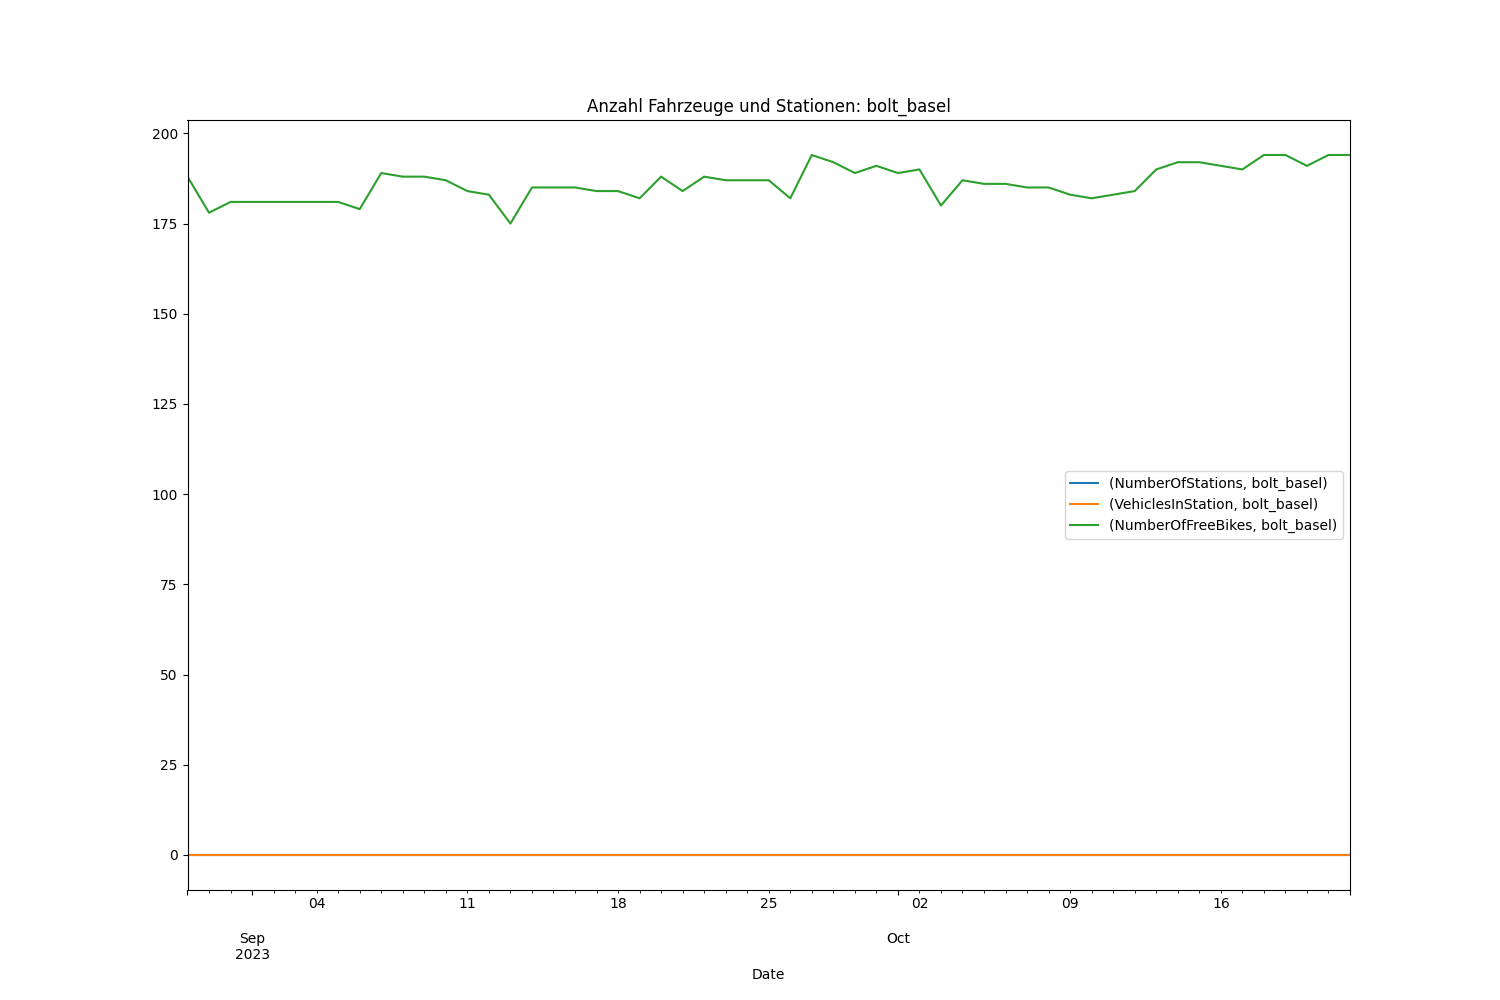 Anzahl Fahrzeuge und Stationen: bolt_basel
200
175
150
125
100
75
50
25
0
(NumberOfStations, bolt_basel)
(VehiclesInStation, bolt_basel)
(NumberOfFreeBikes, bolt_basel)
04 11 18 25 02 09 16
Sep Oct
2023
Date